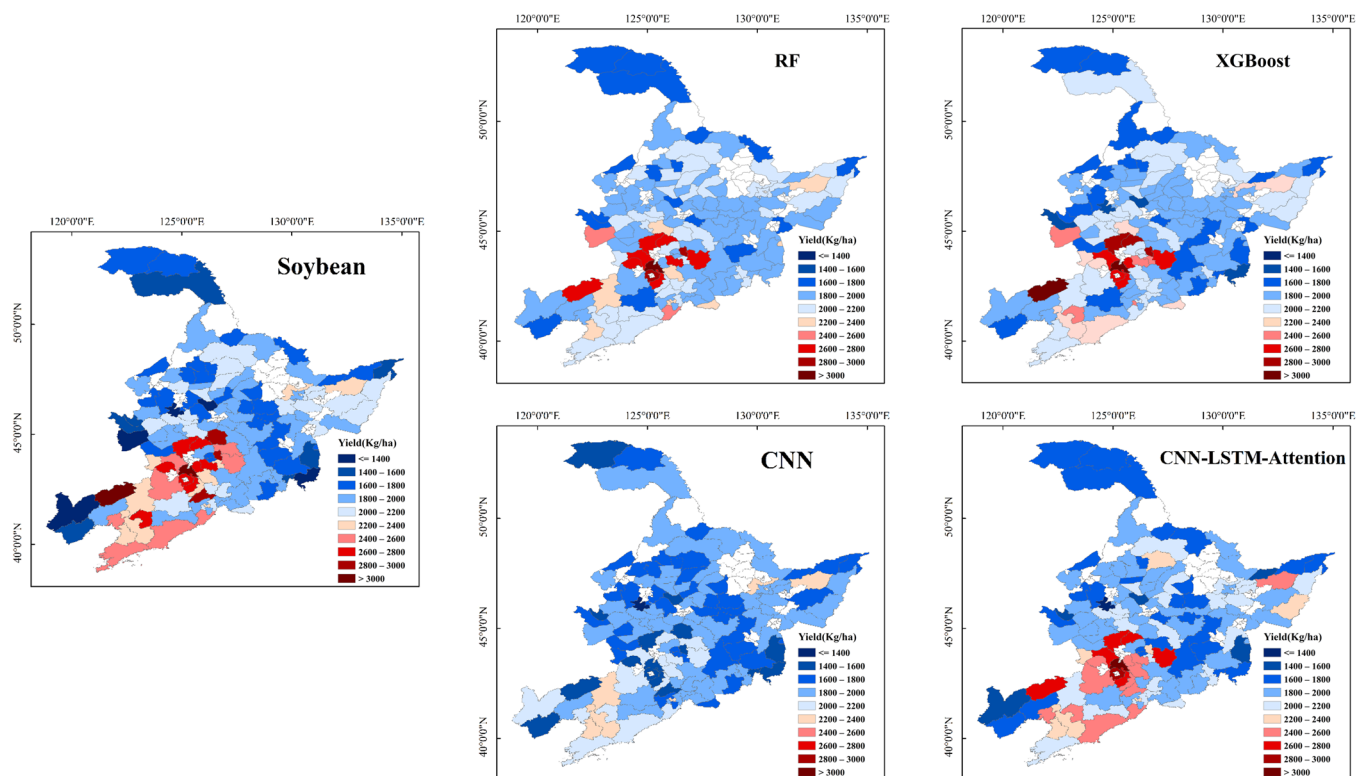 120°0'0"E 125°0'0"E 130°0'0"E 135°0'0"E
RF
50°0'0"N
45°0'0"N
40°0'0"N
Yield(Kg/ha)
<= 1400
1400 – 1600
1600 – 1800
1800 – 2000
2000 – 2200
2200 – 2400
2400 – 2600
2600 – 2800
2800 – 3000
> 3000
120°0'0"E 125°0'0"E 130°0'0"E 135°0'0"E
XGBoost
50°0'0"N
45°0'0"N
40°0'0"N
Yield(Kg/ha)
<= 1400
1400 – 1600
1600 – 1800
1800 – 2000
2000 – 2200
2200 – 2400
2400 – 2600
2600 – 2800
2800 – 3000
> 3000
120°0'0"E 125°0'0"E 130°0'0"E 135°0'0"E
Soybean
50°0'0"N
45°0'0"N
40°0'0"N
Yield(Kg/ha)
<= 1400
1400 – 1600
1600 – 1800
1800 – 2000
2000 – 2200
2200 – 2400
2400 – 2600
2600 – 2800
2800 – 3000
> 3000
120°0'0"E 125°0'0"E 130°0'0"E 135°0'0"E
CNN
50°0'0"N
45°0'0"N
40°0'0"N
Yield(Kg/ha)
<= 1400
1400 – 1600
1600 – 1800
1800 – 2000
2000 – 2200
2200 – 2400
2400 – 2600
2600 – 2800
2800 – 3000
> 3000
120°0'0"E 125°0'0"E 130°0'0"E 135°0'0"E
CNN-LSTM-Attention
50°0'0"N
45°0'0"N
40°0'0"N
Yield(Kg/ha)
<= 1400
1400 – 1600
1600 – 1800
1800 – 2000
2000 – 2200
2200 – 2400
2400 – 2600
2600 – 2800
2800 – 3000
> 3000